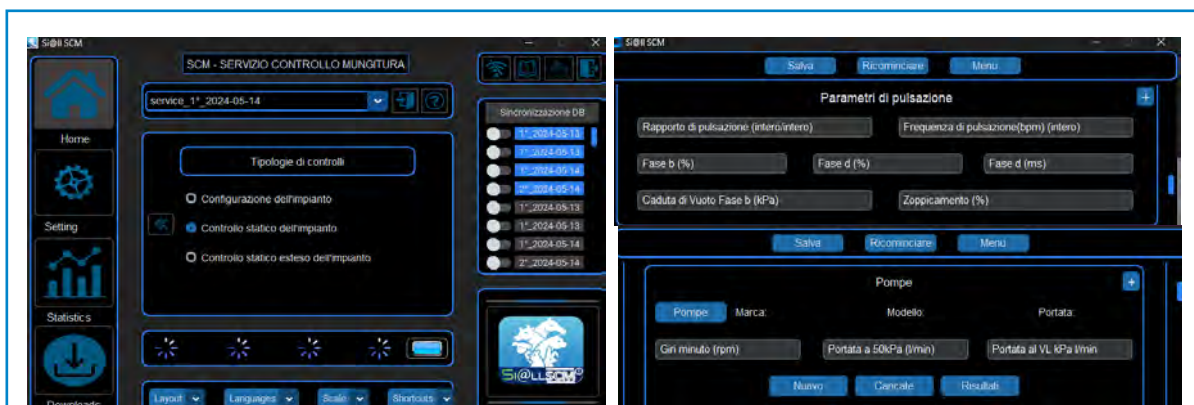 Si@ll SCM
SCM - SERVIZIO CONTROLLO MUNGITURA
service_1°_2024-05-14
Home
Setting
Statistics
Downloads
Tipologie di controlli
Configurazione dell'impianto
Controllo statico dell'impianto
Controllo statico esteso dell'impianto
Layout
Languages
Scale
Shortcuts
Sincronizzazione DB
1°_2024-05-13
1°_2024-05-13
1°_2024-05-14
2°_2024-05-14
1°_2024-05-13
1°_2024-05-13
1°_2024-05-14
2°_2024-05-14
Si@LLSCM
Si@ll SCM
Salva Ricominciare Menu
Parametri di pulsazione
Rapporto di pulsazione (intero/intero) Frequenza di pulsazione(bpm) (intero)
Fase b (%) Fase d (%) Fase d (ms)
Caduta di Vuoto Fase b (kPa) Zoppicamento (%)
Salva Ricominciare Menu
Pompe
Pompe: Marca: Modello: Portata:
Giri minuto (rpm) Portata a 50kPa (l/min) Portata al VL kPa l/min
Nuovo Cancella Risultati